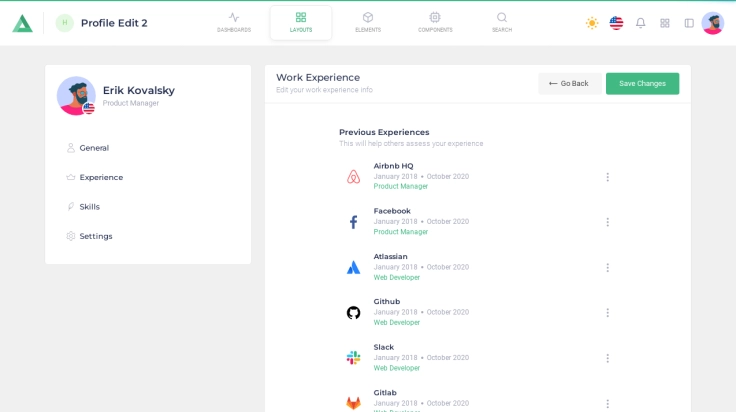 H
Profile Edit 2
DASHBOARDS
LAYOUTS
ELEMENTS
COMPONENTS
SEARCH
Erik Kovalsky
Product Manager
General
Experience
Skills
Settings
Work Experience
Edit your work experience info
Go Back
Save Changes
Previous Experiences
This will help others assess your experience
Airbnb HQ
January 2018 • October 2020
Product Manager
Facebook
January 2018 • October 2020
Product Manager
Atlassian
January 2018 • October 2020
Web Developer
Github
January 2018 • October 2020
Web Developer
Slack
January 2018 • October 2020
Web Developer
Gitlab
January 2018 • October 2020
Web Developer